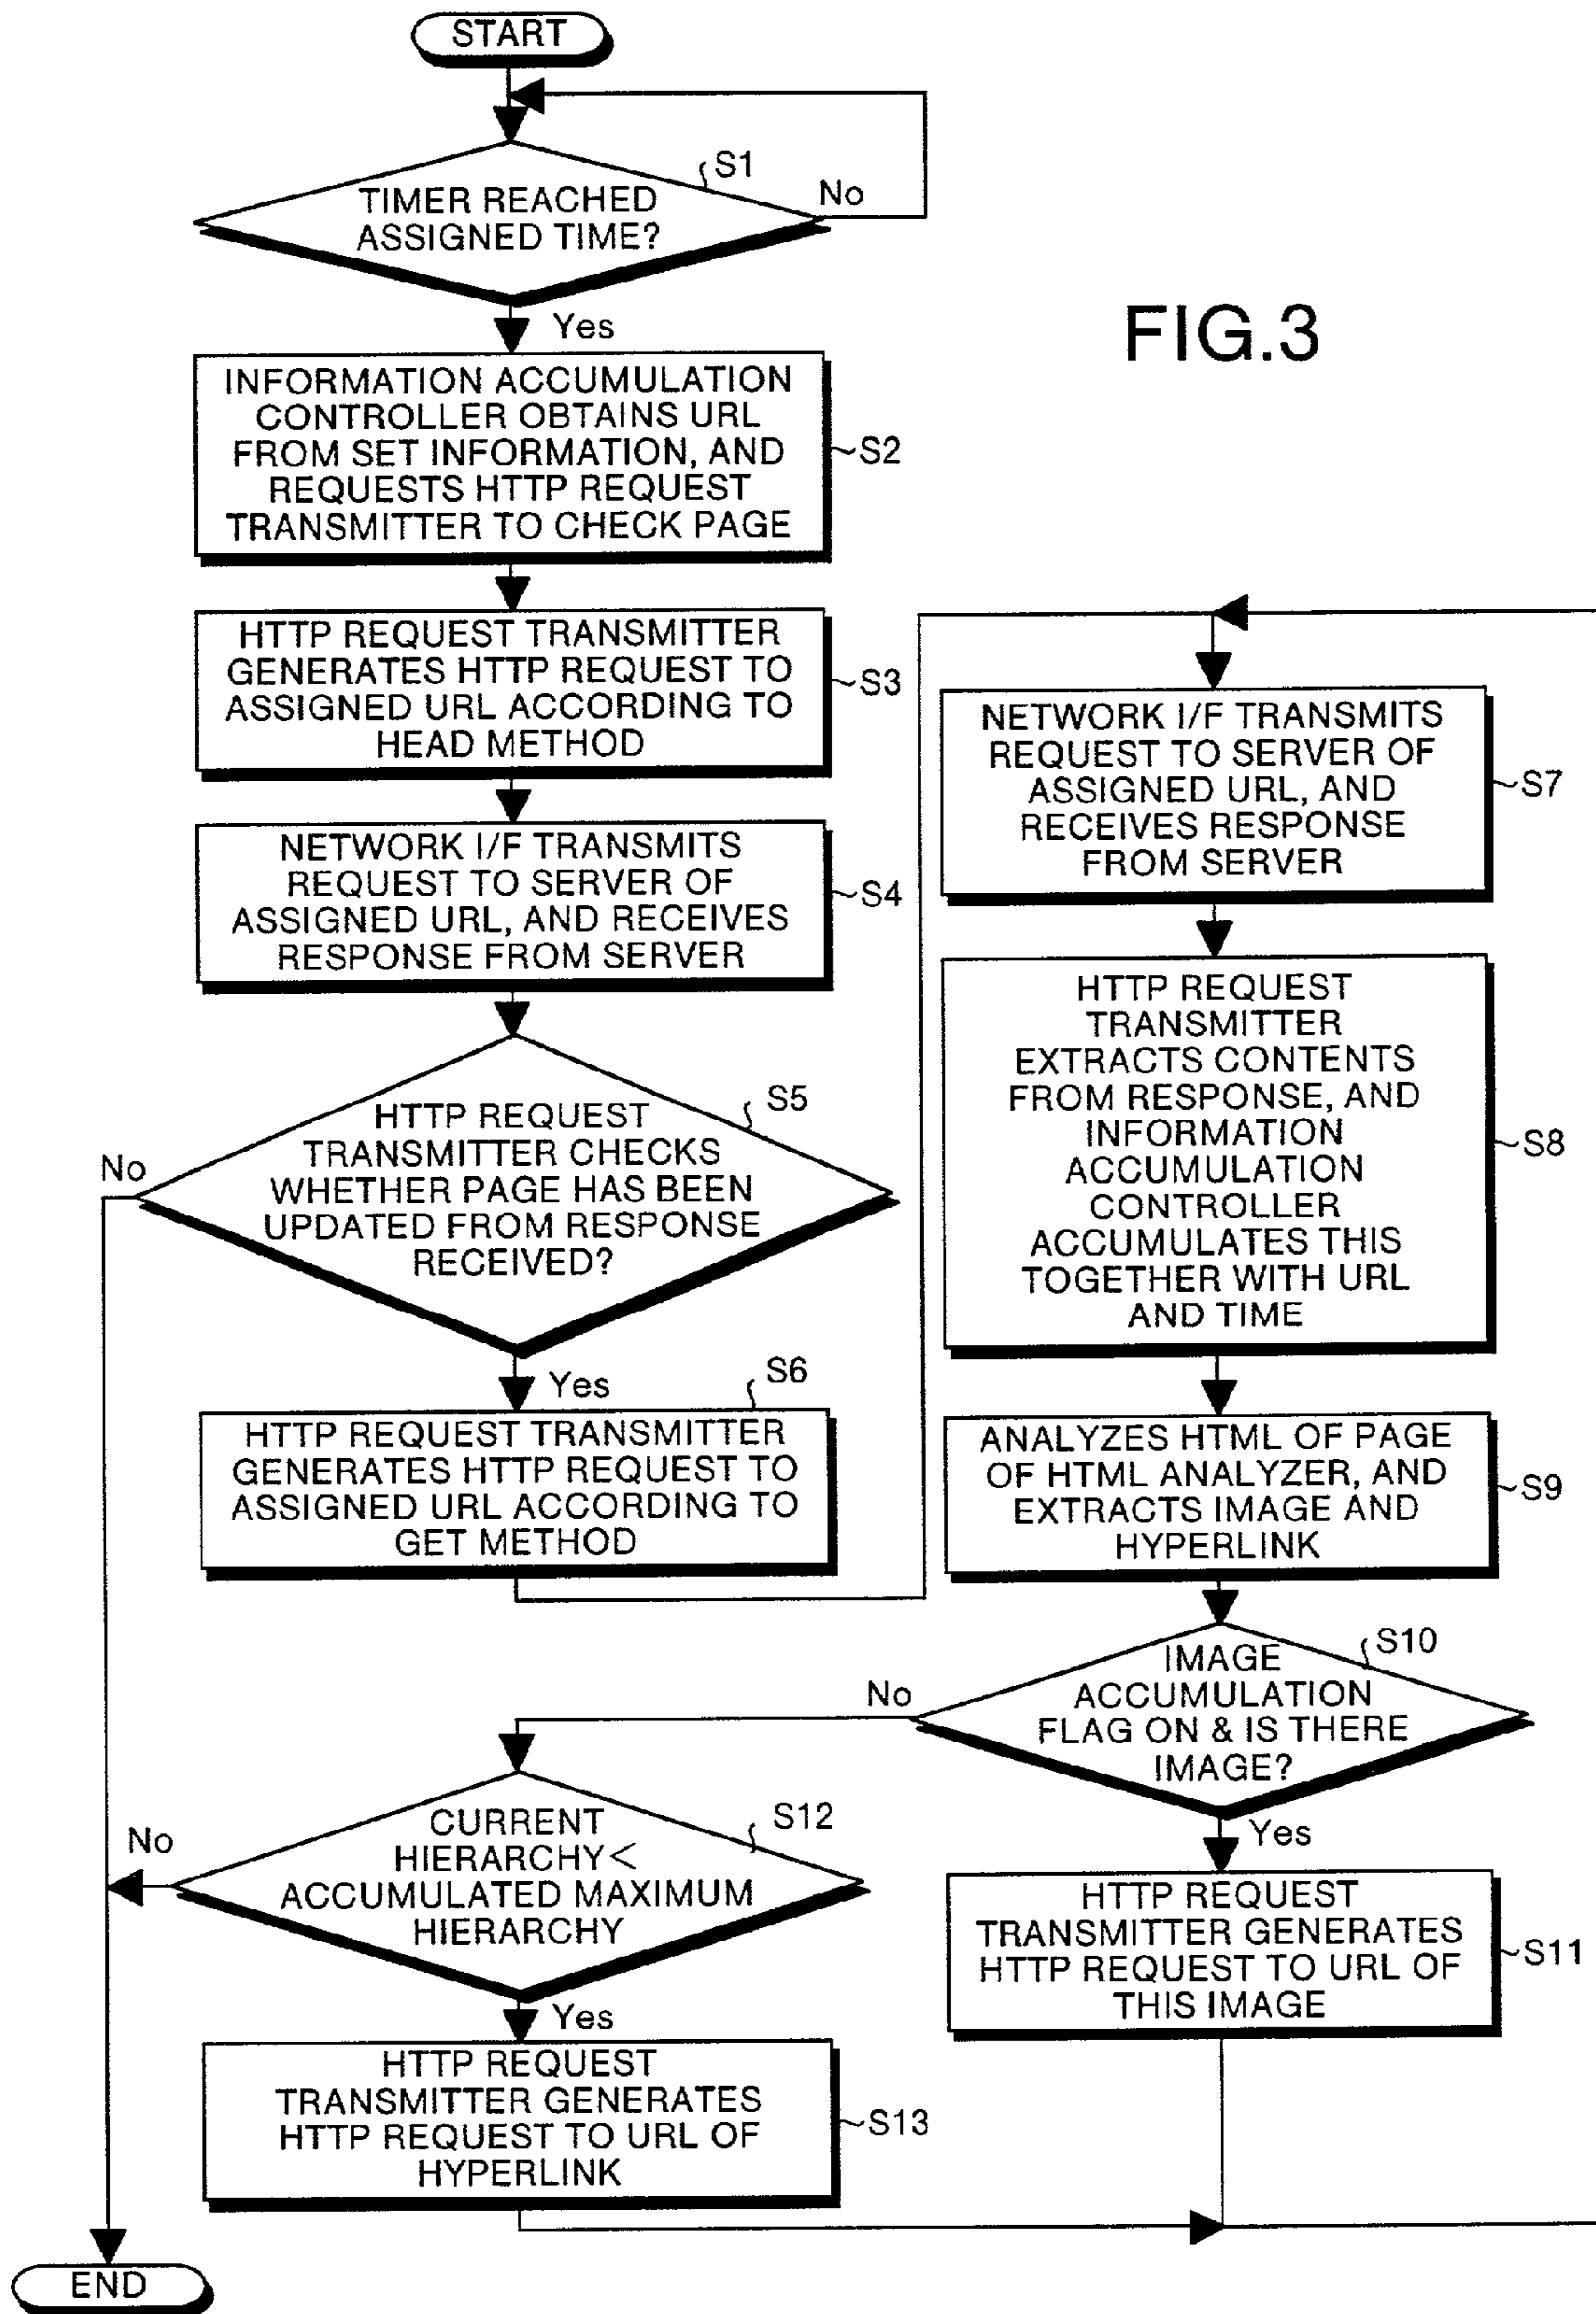 START
S1
TIMER REACHED
ASSIGNED TIME?
No
Yes
FIG.3
INFORMATION ACCUMULATION
CONTROLLER OBTAINS URL
FROM SET INFORMATION, AND
REQUESTS HTTP REQUEST
TRANSMITTER TO CHECK PAGE
S2
HTTP REQUEST TRANSMITTER
GENERATES HTTP REQUEST TO
ASSIGNED URL ACCORDING TO
HEAD METHOD
S3
NETWORK I/F TRANSMITS
REQUEST TO SERVER OF
ASSIGNED URL, AND RECEIVES
RESPONSE FROM SERVER
S4
S5
HTTP REQUEST
TRANSMITTER CHECKS
WHETHER PAGE HAS BEEN
UPDATED FROM RESPONSE
RECEIVED?
No
Yes
S6
HTTP REQUEST TRANSMITTER
GENERATES HTTP REQUEST TO
ASSIGNED URL ACCORDING TO
GET METHOD
NETWORK I/F TRANSMITS
REQUEST TO SERVER OF
ASSIGNED URL, AND
RECEIVES RESPONSE
FROM SERVER
S7
HTTP REQUEST
TRANSMITTER
EXTRACTS CONTENTS
FROM RESPONSE, AND
INFORMATION
ACCUMULATION
CONTROLLER
ACCUMULATES THIS
TOGETHER WITH URL
AND TIME
S8
ANALYZES HTML OF PAGE
OF HTML ANALYZER, AND
EXTRACTS IMAGE AND
HYPERLINK
S9
S10
IMAGE
ACCUMULATION
FLAG ON & IS THERE
IMAGE?
No
Yes
HTTP REQUEST
TRANSMITTER GENERATES
HTTP REQUEST TO URL OF
THIS IMAGE
S11
S12
CURRENT
HIERARCHY<
ACCUMULATED MAXIMUM
HIERARCHY
No
Yes
HTTP REQUEST
TRANSMITTER GENERATES
HTTP REQUEST TO URL OF
HYPERLINK
S13
END